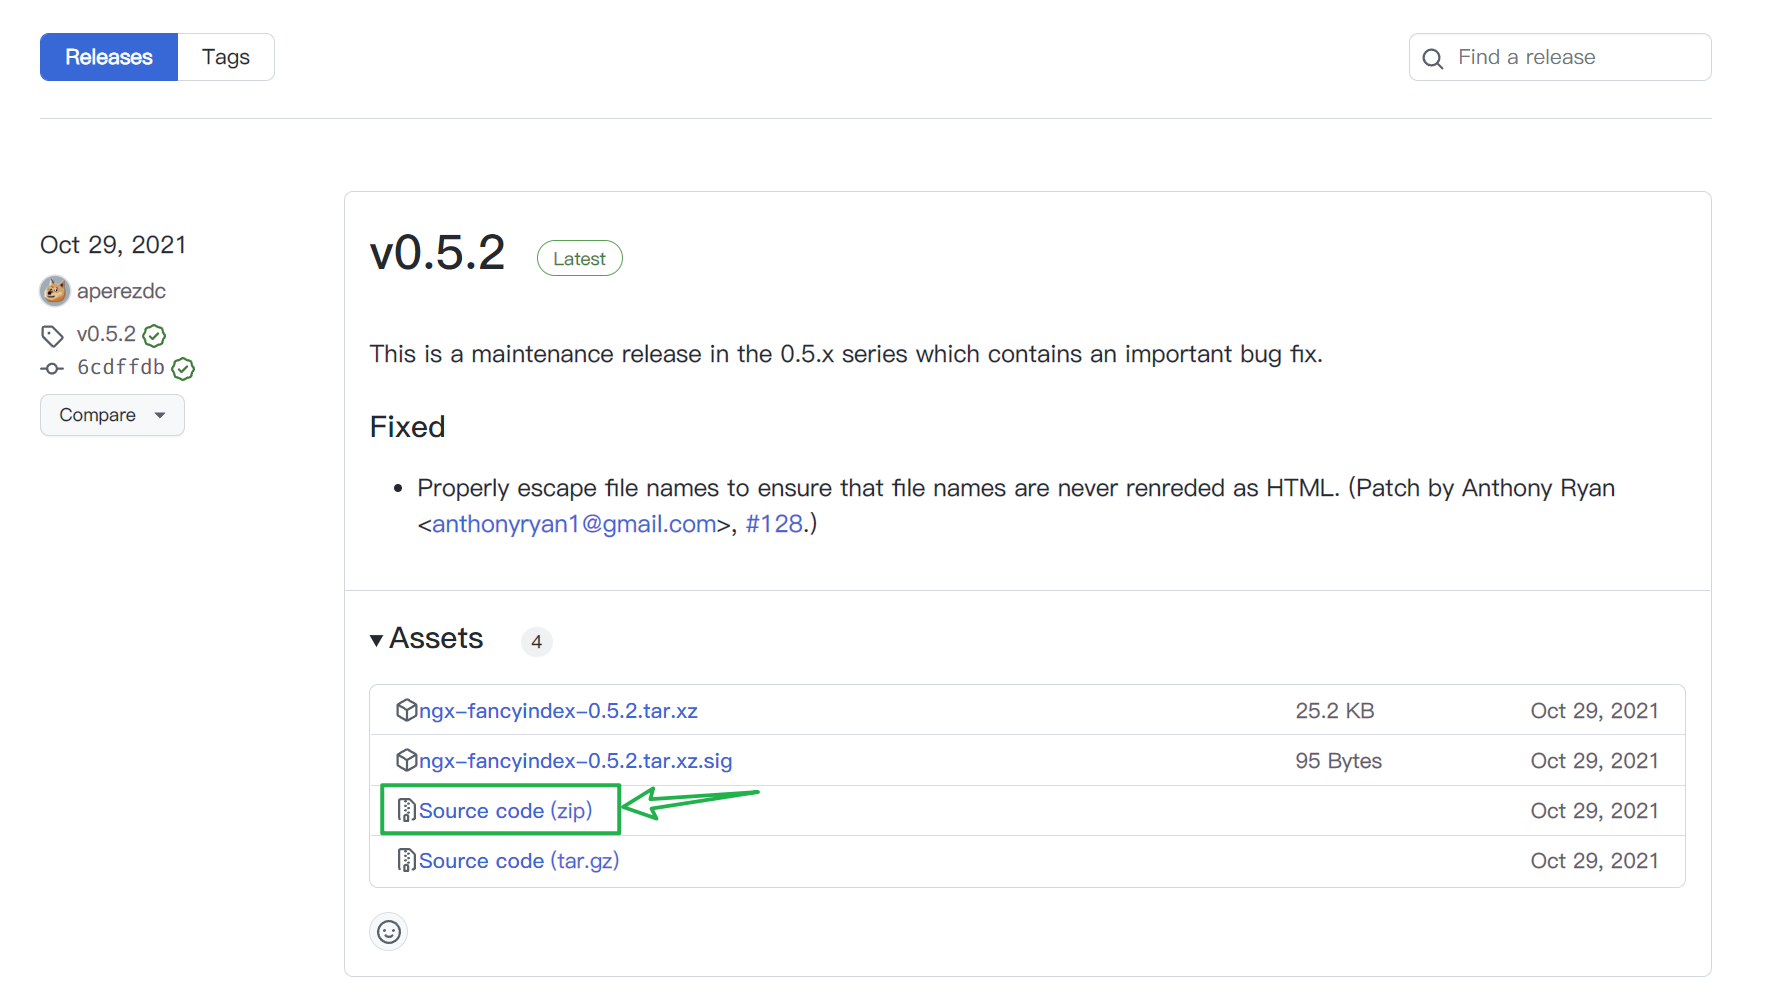 Releases
Tags
Find a release
Oct 29, 2021
aperezdc
v0.5.2
6cdffdb
Compare
v0.5.2
Latest
This is a maintenance release in the 0.5.x series which contains an important bug fix.
Fixed
• Properly escape file names to ensure that file names are never renreded as HTML. (Patch by Anthony Ryan
<anthonyryan1@gmail.com>, #128.)
Assets 4
ngx-fancyindex-0.5.2.tar.xz 25.2 KB Oct 29, 2021
ngx-fancyindex-0.5.2.tar.xz.sig 95 Bytes Oct 29, 2021
Source code (zip) Oct 29, 2021
Source code (tar.gz) Oct 29, 2021